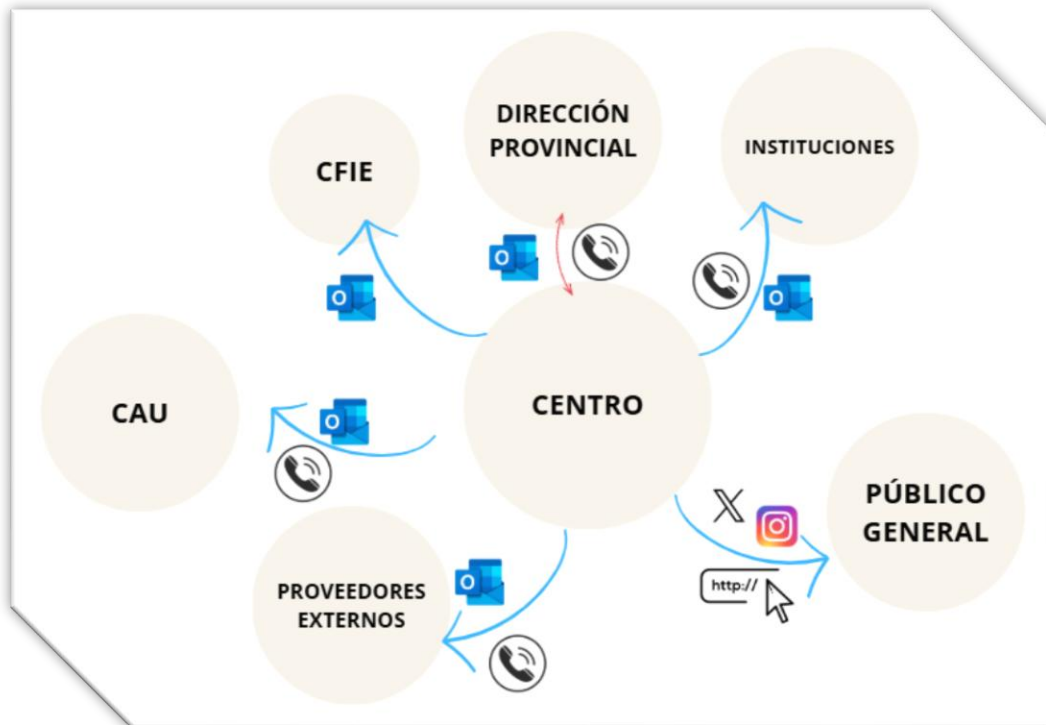 DIRECCIÓN
PROVINCIAL
INSTITUCIONES
CFIE
O
O
O
CENTRO
CAU
O
PÚBLICO
GENERAL
X
http://
PROVEEDORES
EXTERNOS
O